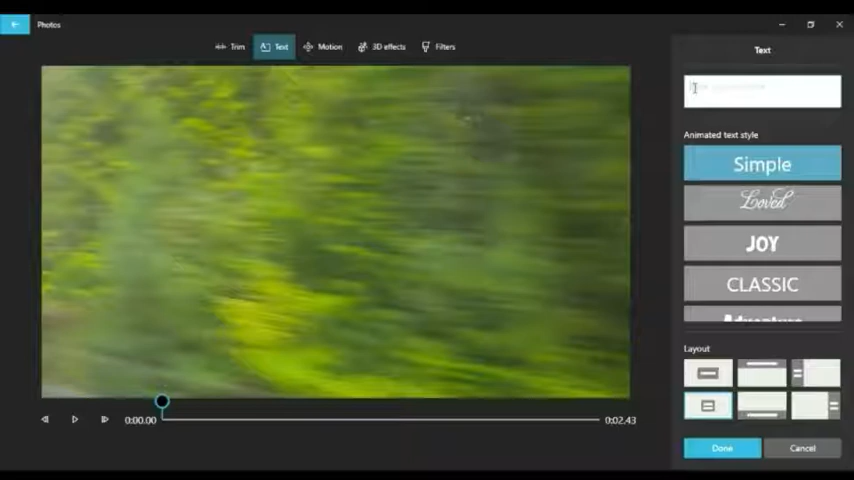 Photos
Trim
Text
Motion
3D effects
Filters
Text
Animated text style
Simple
Loved
JOY
CLASSIC
Adventure
Layout
0:00.00
0:02.43
Done
Cancel